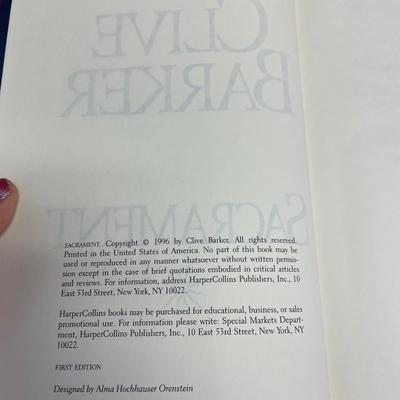 CLIVE
BARKER
SACRAMENT
SACRAMENT. Copyright © 1996 by Clive Barker. All rights reserved.
Printed in the United States of America. No part of this book may be
used or reproduced in any manner whatsoever without written permis-
sion except in the case of brief quotations embodied in critical articles
and reviews. For information, address HarperCollins Publishers, Inc., 10
East 53rd Street, New York, NY 10022.
HarperCollins books may be purchased for educational, business, or sales
promotional use. For information please write: Special Markets Depart-
ment, HarperCollins Publishers, Inc., 10 East 53rd Street, New York, NY
10022.
FIRST EDITION
Designed by Alma Hochhauser Orenstein